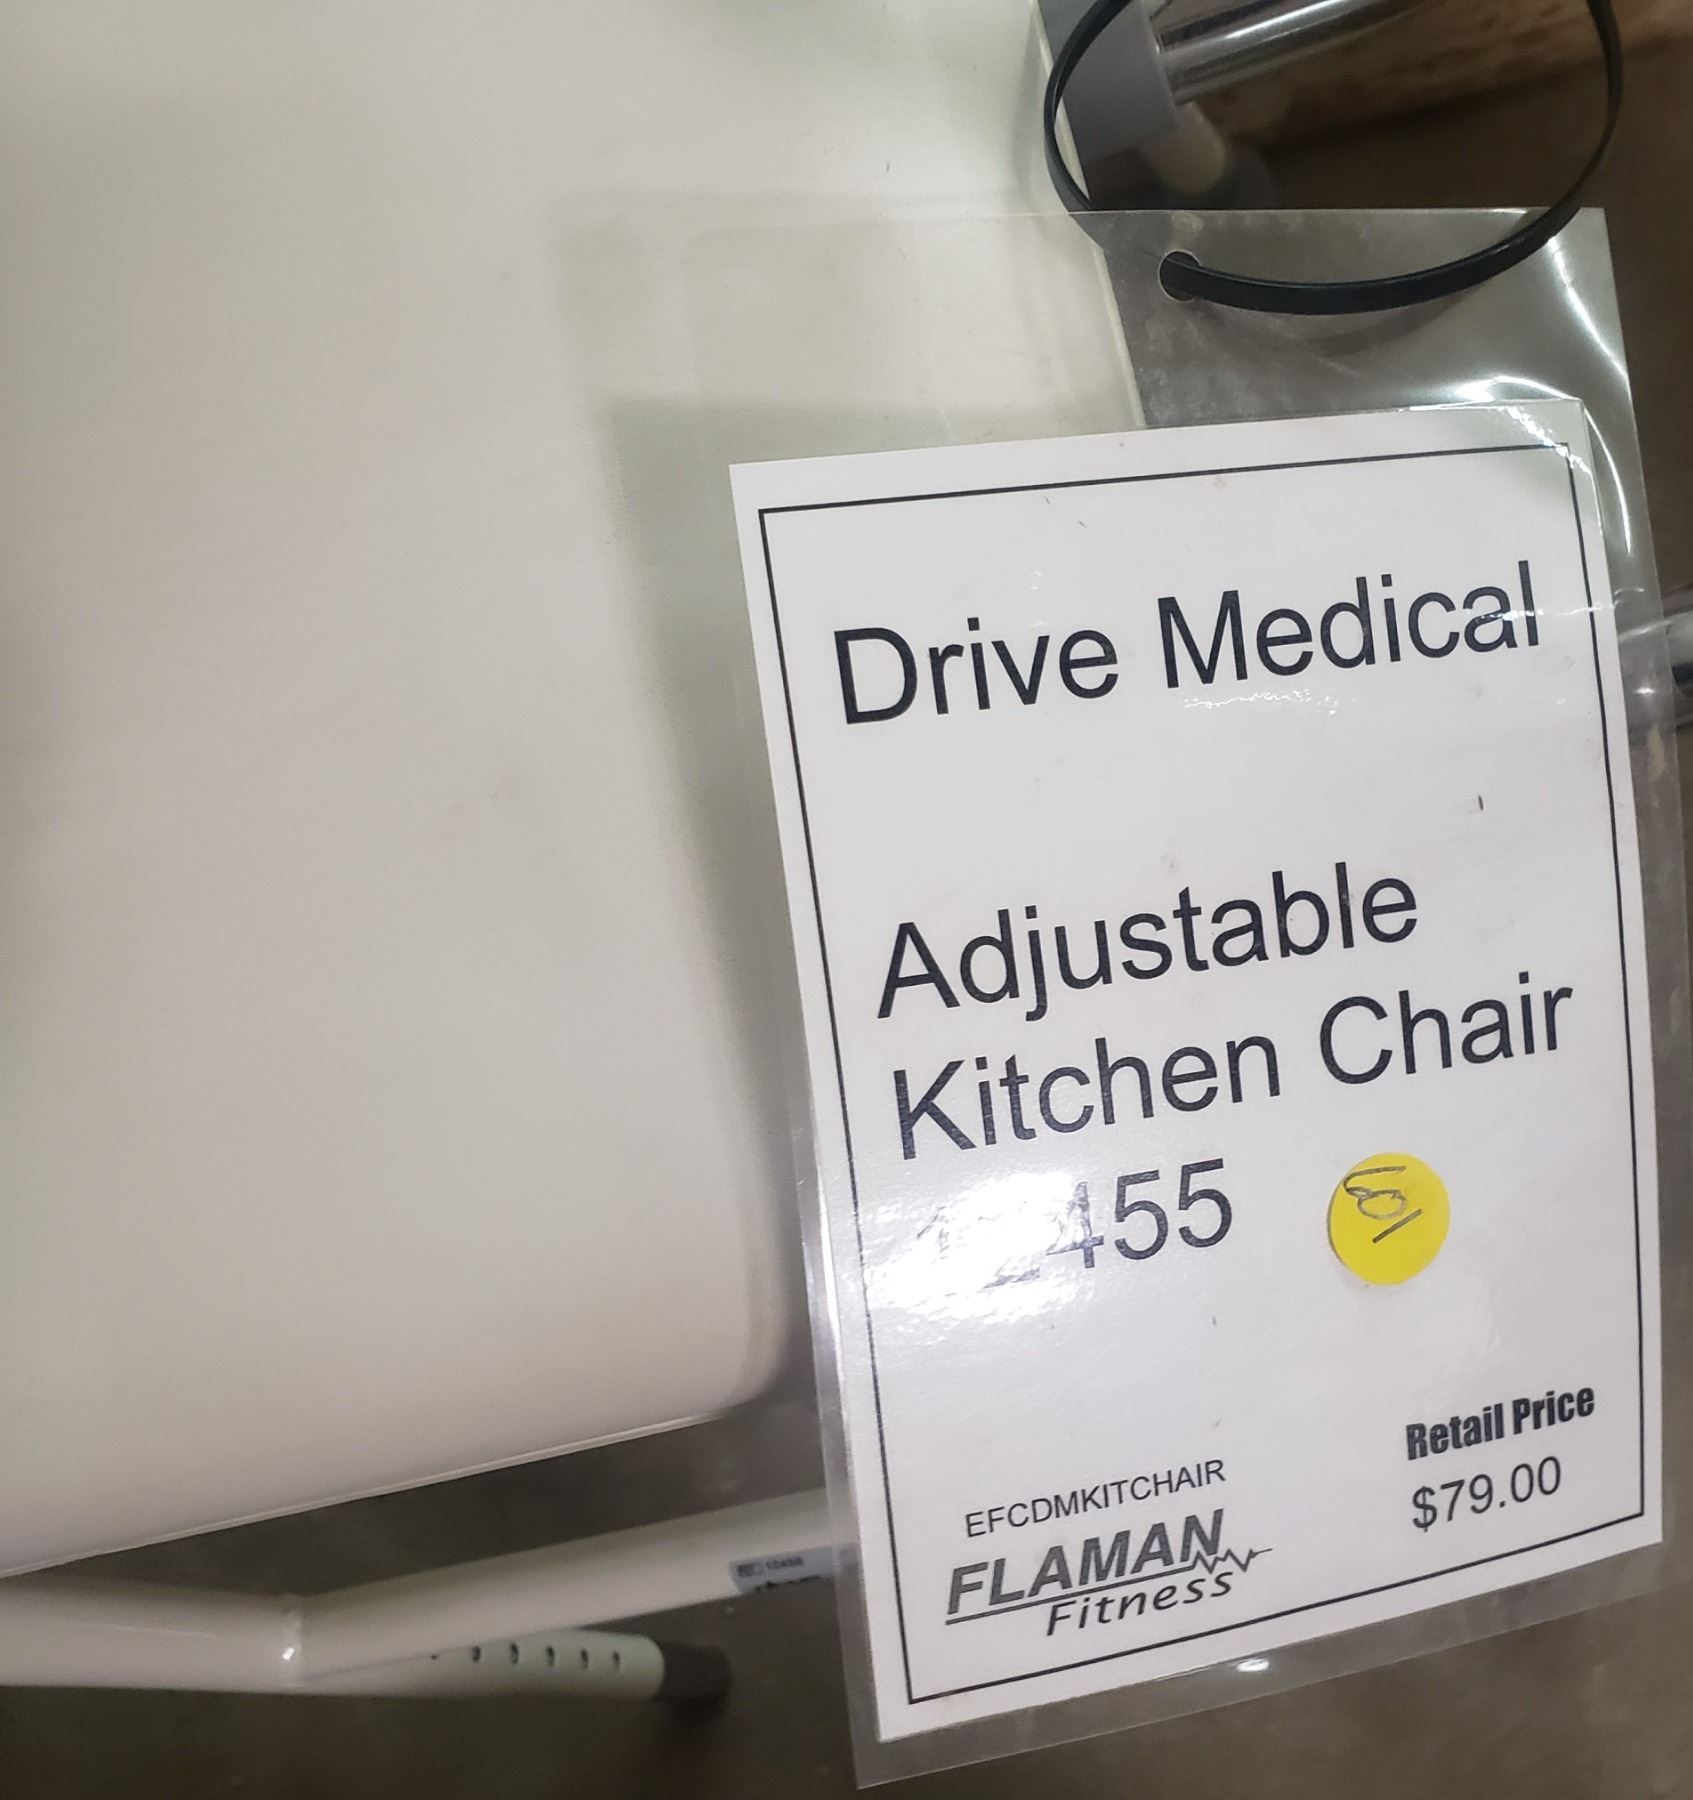 Drive Medical
Adjustable
Kitchen Chair
455
Retail Price
EFCDMKITCHAIR
$79.00
FLAMAN
Fitness